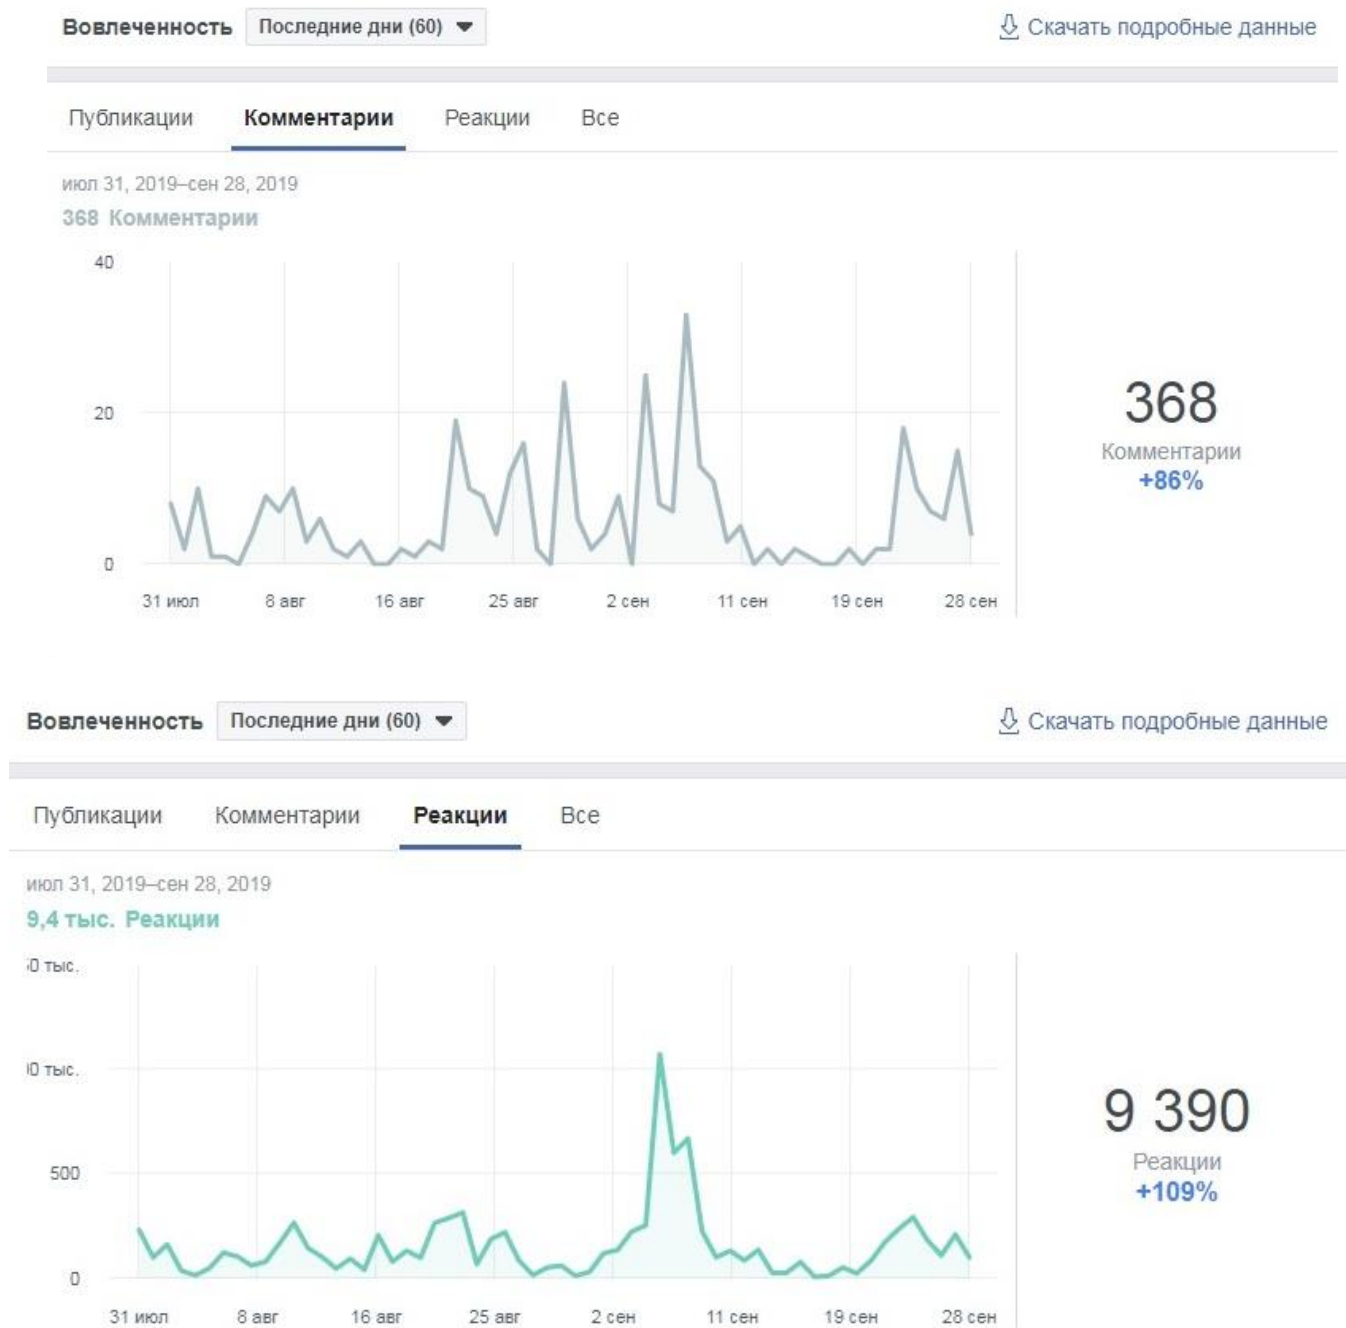 Вовлеченность Последние дни (60) Скачать подробные данные
Публикации Комментарии Реакции Все
июл 31, 2019–сен 28, 2019
368 Комментарии
40
20
0
31 июл 8 авг 16 авг 25 авг 2 сен 11 сен 19 сен 28 сен
368
Комментарии
+86%
Вовлеченность Последние дни (60) Скачать подробные данные
Публикации Комментарии Реакции Все
июл 31, 2019–сен 28, 2019
9,4 тыс. Реакции
0 тыс.
0 тыс.
500
0
31 июл 8 авг 16 авг 25 авг 2 сен 11 сен 19 сен 28 сен
9 390
Реакции
+109%